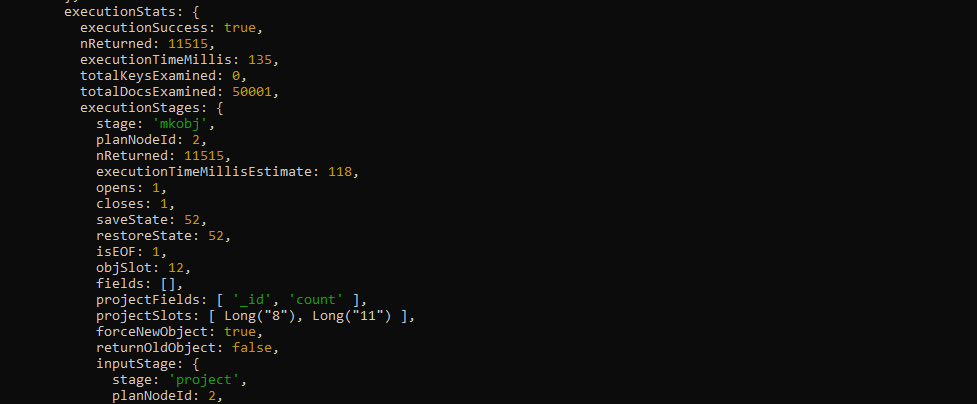 executionStats: {
executionSuccess: true,
nReturned: 11515,
executionTimeMillis: 135,
totalKeysExamined: 0,
totalDocsExamined: 50001,
executionStages: {
stage: 'mkobj',
planNodeId: 2,
nReturned: 11515,
executionTimeMillisEstimate: 118,
opens: 1,
closes: 1,
saveState: 52,
restoreState: 52,
isEOF: 1,
objSlot: 12,
fields: [],
projectFields: [ '_id', 'count' ],
projectSlots: [ Long("8"), Long("11") ],
forceNewObject: true,
returnOldObject: false,
inputStage: {
stage: 'project',
planNodeId: 2,